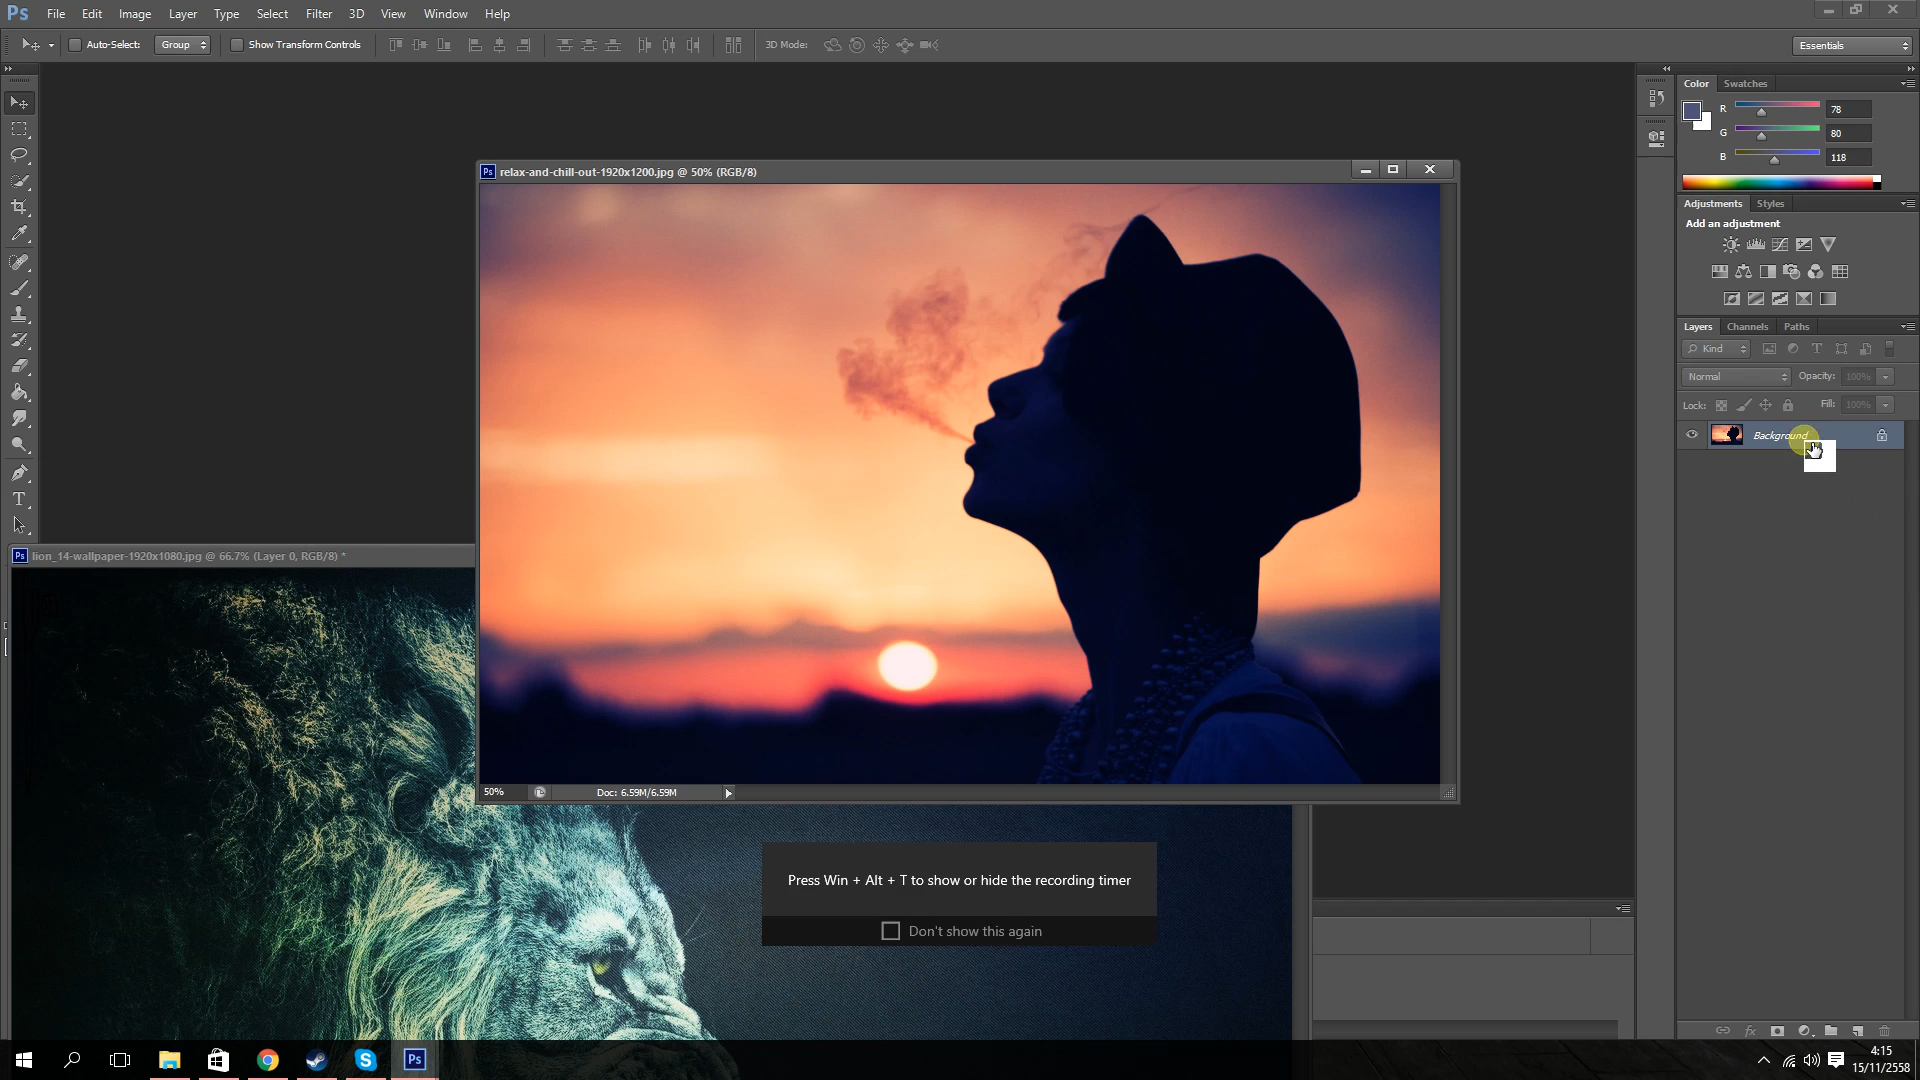 Ps File Edit Image Layer Type Select Filter 3D View Window Help
Auto-Select: Group Show Transform Controls 3D Mode: Essentials
Color Swatches
R 78
G 80
B 118
Adjustments Styles
Add an adjustment
Layers Channels Paths
Kind
Normal Opacity: 100%
Lock: Fill: 100%
Background
Ps relax-and-chill-out-1920x1200.jpg @ 50% (RGB/8)
50% Doc: 6.59M/6.59M
Ps lion_14-wallpaper-1920x1080.jpg @ 66.7% (Layer 0, RGB/8) *
Press Win + Alt + T to show or hide the recording timer
Don't show this again
fx
Ps
4:15
15/11/2558